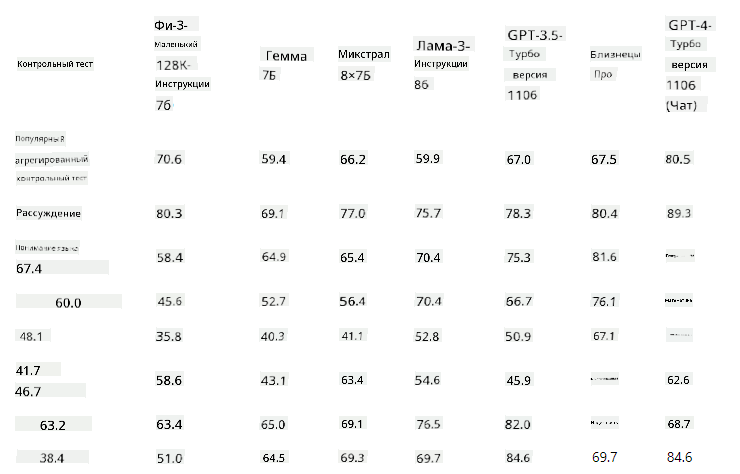 Контрольный тест
Фи-3-
Маленький
128К-
Инструкции
7б
Гемма
7Б
Микстрал
8×7Б
Лама-3-
Инструкции
8б
GPT-3.5-
Турбо
версия
1106
Близнецы
Про
GPT-4-
Турбо
версия
1106
(Чат)
Популярный
агрегированный
контрольный тест
70.6 59.4 66.2 59.9 67.0 67.5 80.5
Рассуждение 80.3 69.1 77.0 75.7 78.3 80.4 89.3
Понимание языка
67.4
58.4 64.9 65.4 70.4 75.3 81.6
60.0 45.6 52.7 56.4 70.4 66.7 76.1
48.1 35.8 40.3 41.1 52.8 50.9 67.1
41.7
46.7
58.6 43.1 63.4 54.6 45.9 62.6
63.2 63.4 65.0 69.1 76.5 82.0 68.7
38.4 51.0 64.5 69.3 69.7 84.6 69.7 84.6